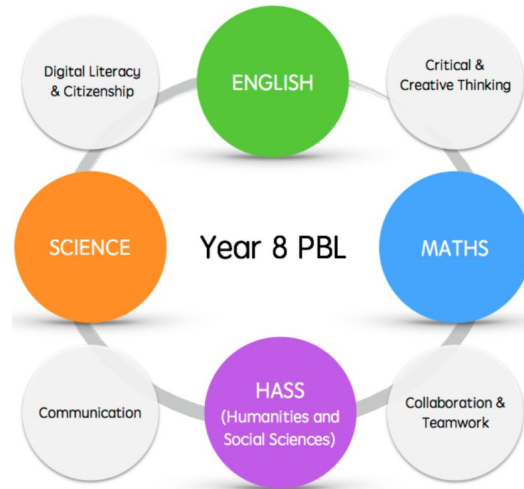 Digital Literacy
& Citizenship
ENGLISH
Critical &
Creative Thinking
SCIENCE
Year 8 PBL
MATHS
Communication
HASS
(Humanities and
Social Sciences)
Collaboration &
Teamwork